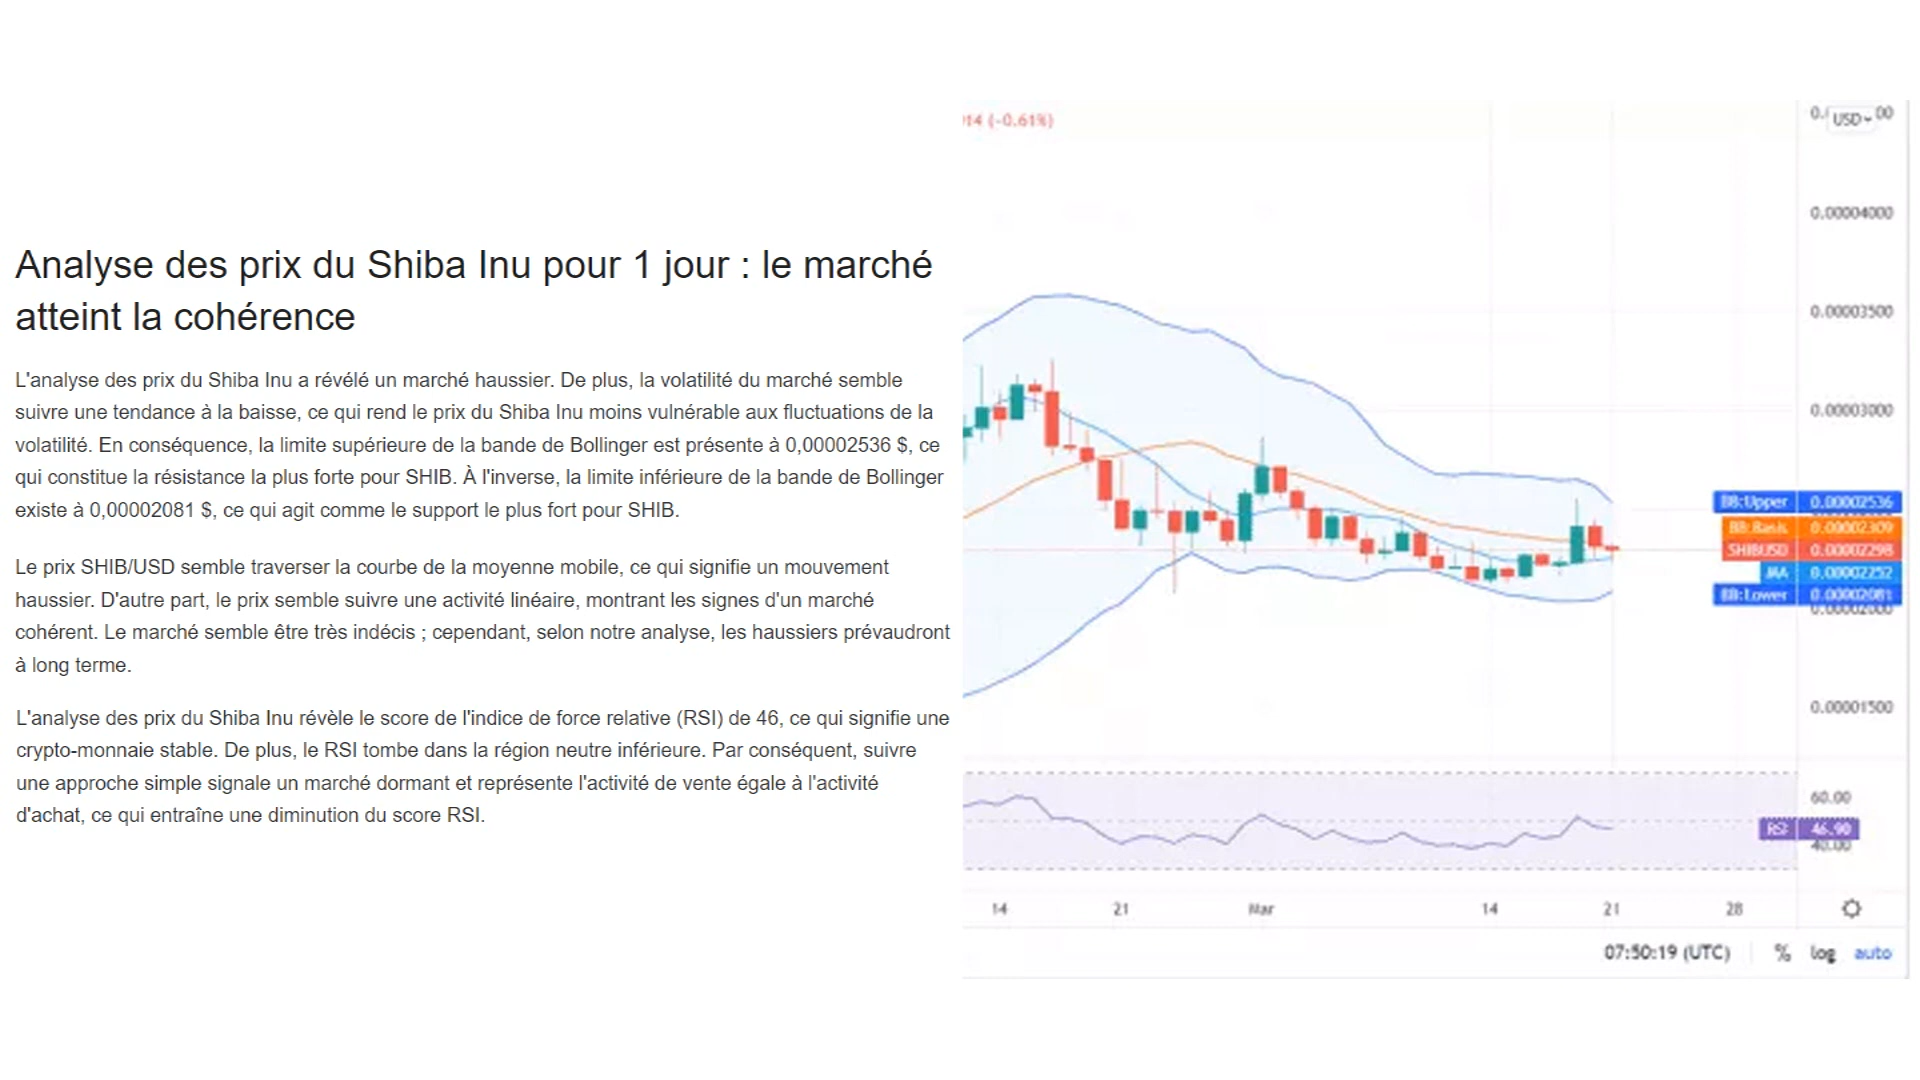 Analyse des prix du Shiba Inu pour 1 jour : le marché
atteint la cohérence
L'analyse des prix du Shiba Inu a révélé un marché haussier. De plus, la volatilité du marché semble
suivre une tendance à la baisse, ce qui rend le prix du Shiba Inu moins vulnérable aux fluctuations de la
volatilité. En conséquence, la limite supérieure de la bande de Bollinger est présente à 0,00002536 $, ce
qui constitue la résistance la plus forte pour SHIB. À l'inverse, la limite inférieure de la bande de Bollinger
existe à 0,00002081 $, ce qui agit comme le support le plus fort pour SHIB.
Le prix SHIB/USD semble traverser la courbe de la moyenne mobile, ce qui signifie un mouvement
haussier. D'autre part, le prix semble suivre une activité linéaire, montrant les signes d'un marché
cohérent. Le marché semble être très indécis ; cependant, selon notre analyse, les haussiers prévaudront
à long terme.
L'analyse des prix du Shiba Inu révèle le score de l'indice de force relative (RSI) de 46, ce qui signifie une
crypto-monnaie stable. De plus, le RSI tombe dans la région neutre inférieure. Par conséquent, suivre
une approche simple signale un marché dormant et représente l'activité de vente égale à l'activité
d'achat, ce qui entraîne une diminution du score RSI.
14 (-0.61%)
USD
0.00004000
0.00003500
0.00003000
BB:Upper 0.00002536
BB:Basis 0.00002309
SHIBUSD 0.00002298
MA 0.00002252
BB:Lower 0.00002081
0.00002000
0.00001500
60.00
RSI 46.90
40.00
14 21 Mar 14 21 28
07:50:19 (UTC) % log auto